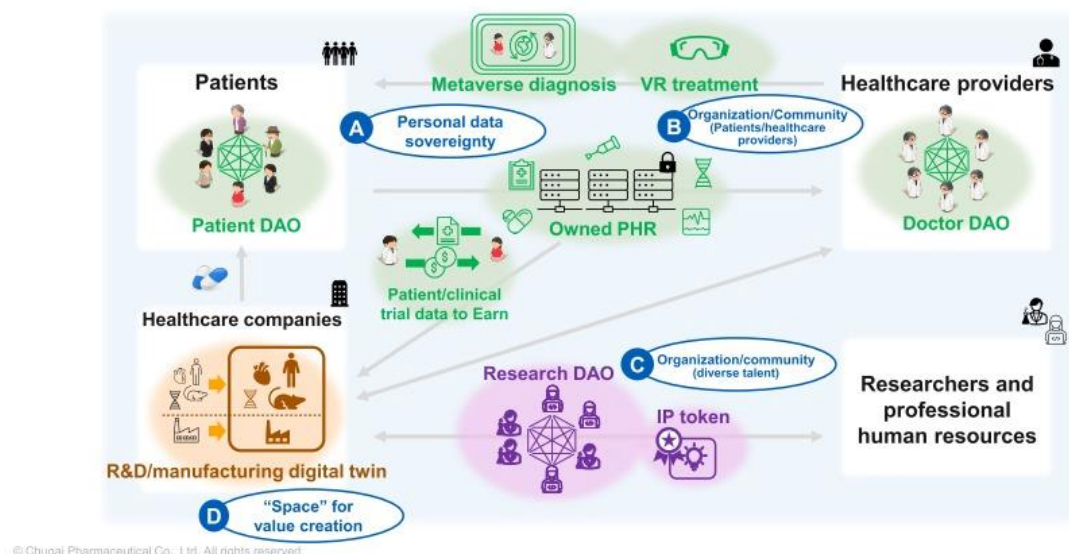 Patients
Metaverse diagnosis
VR treatment
Healthcare providers
A
Personal data
sovereignty
B
Organization/Community
(Patients/healthcare
providers)
Patient DAO
Owned PHR
Doctor DAO
Patient/clinical
trial data to Earn
Healthcare companies
Research DAO
C
Organization/community
(diverse talent)
IP token
Researchers and
professional
human resources
R&D/manufacturing digital twin
D
"Space" for
value creation
© Chugai Pharmaceutical Co., Ltd. All rights reserved.